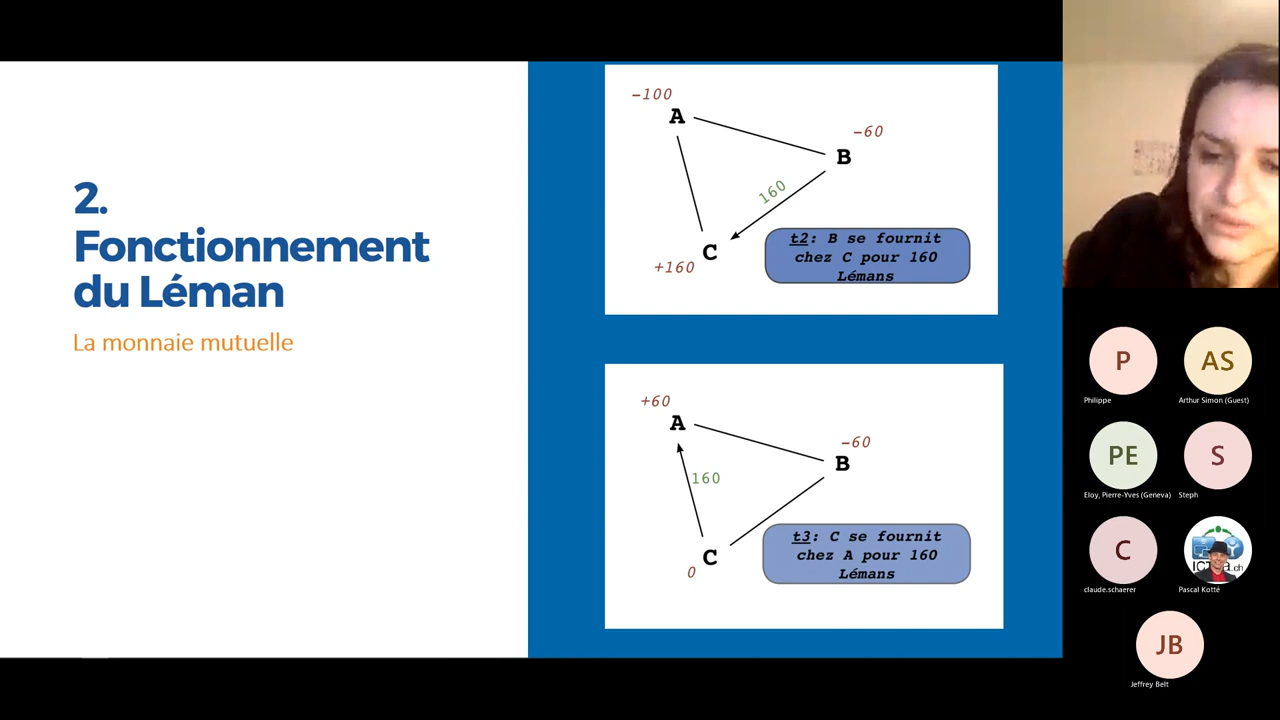 2.
Fonctionnement
du Léman
La monnaie mutuelle
-100
A
-60
B
160
C
+160
t2: B se fournit
chez C pour 160
Lémans
+60
A
-60
B
160
C
0
t3: C se fournit
chez A pour 160
Lémans
P
Philippe
AS
Arthur Simon (Guest)
PE
Eloy, Pierre-Yves (Geneva)
S
Steph
C
claude.schaerer
Pascal Kotté
JB
Jeffrey Belt